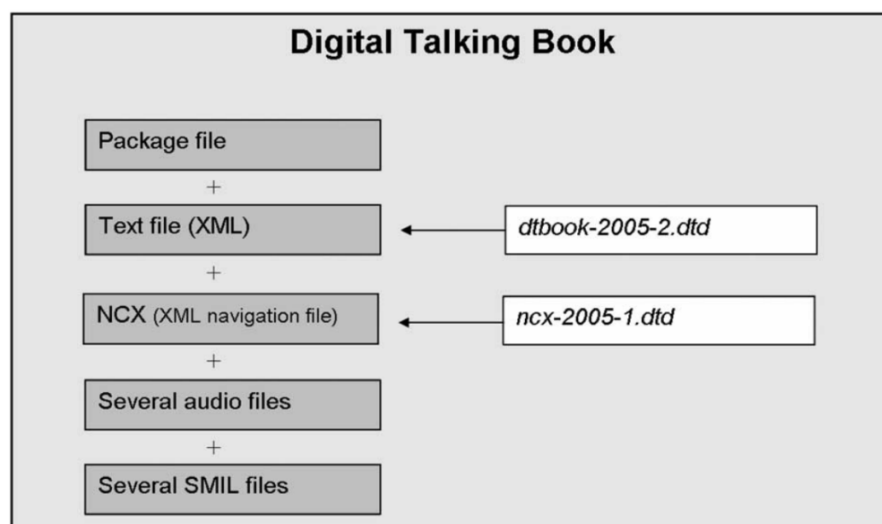 Digital Talking Book
Package file
+
Text file (XML)
dtbook-2005-2.dtd
+
NCX (XML navigation file)
ncx-2005-1.dtd
+
Several audio files
+
Several SMIL files